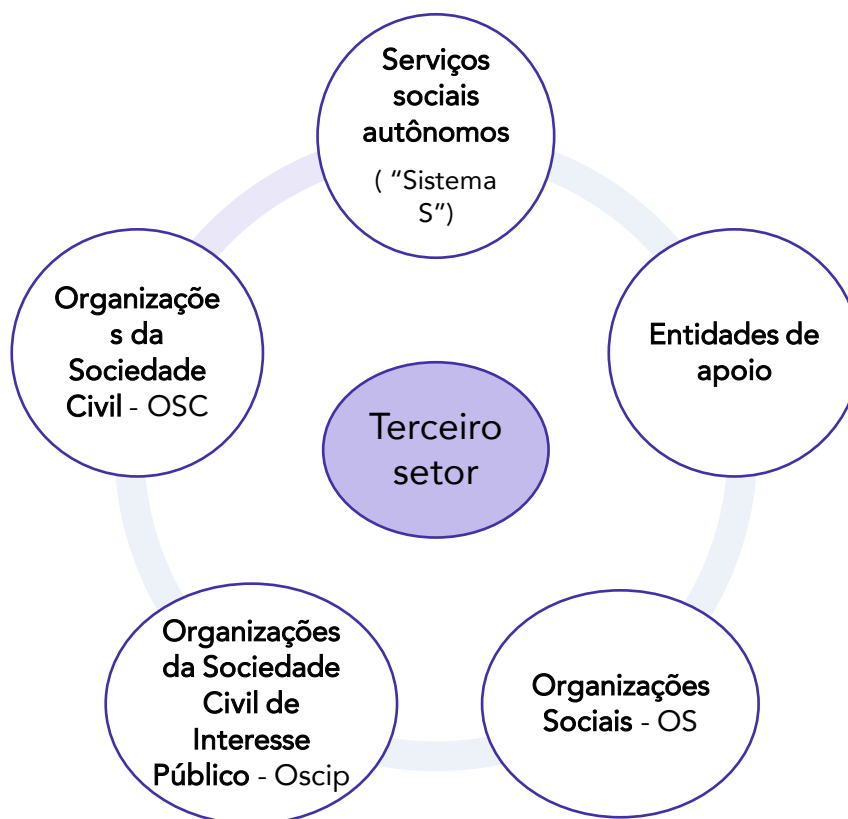 Serviços
sociais
autônomos
( “Sistema
S”)
Entidades de
apoio
Organizações
Sociais - OS
Organizações
da Sociedade
Civil de
Interesse
Público - Oscip
Organizaçõe
s da
Sociedade
Civil - OSC
Terceiro
setor